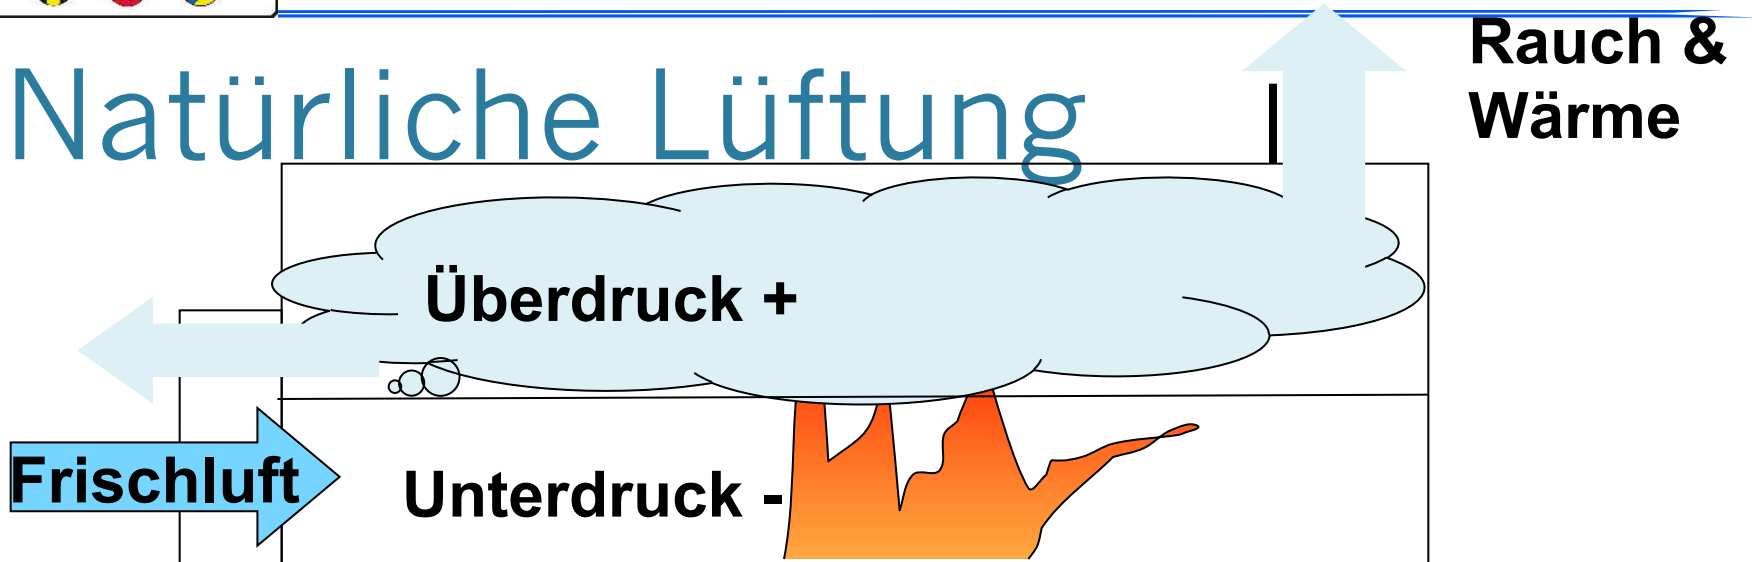 Rauch &
Wärme
Natürliche Lüftung
Überdruck +
Frischluft
Unterdruck -